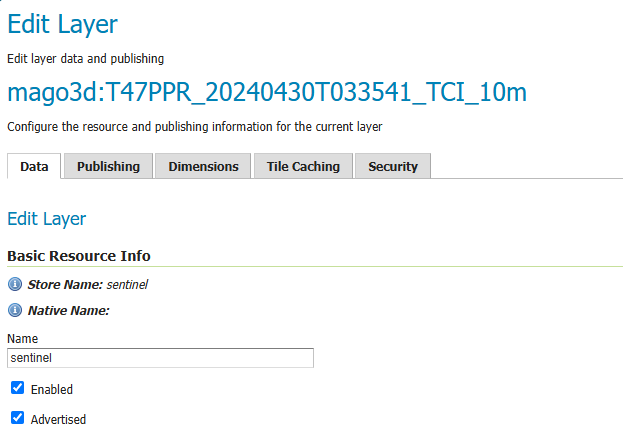 Edit Layer
Edit layer data and publishing
mago3d:T47PPR_20240430T033541_TCI_10m
Configure the resource and publishing information for the current layer
Data Publishing Dimensions Tile Caching Security
Edit Layer
Basic Resource Info
Store Name: sentinel
Native Name:
Name
sentinel
Enabled
Advertised